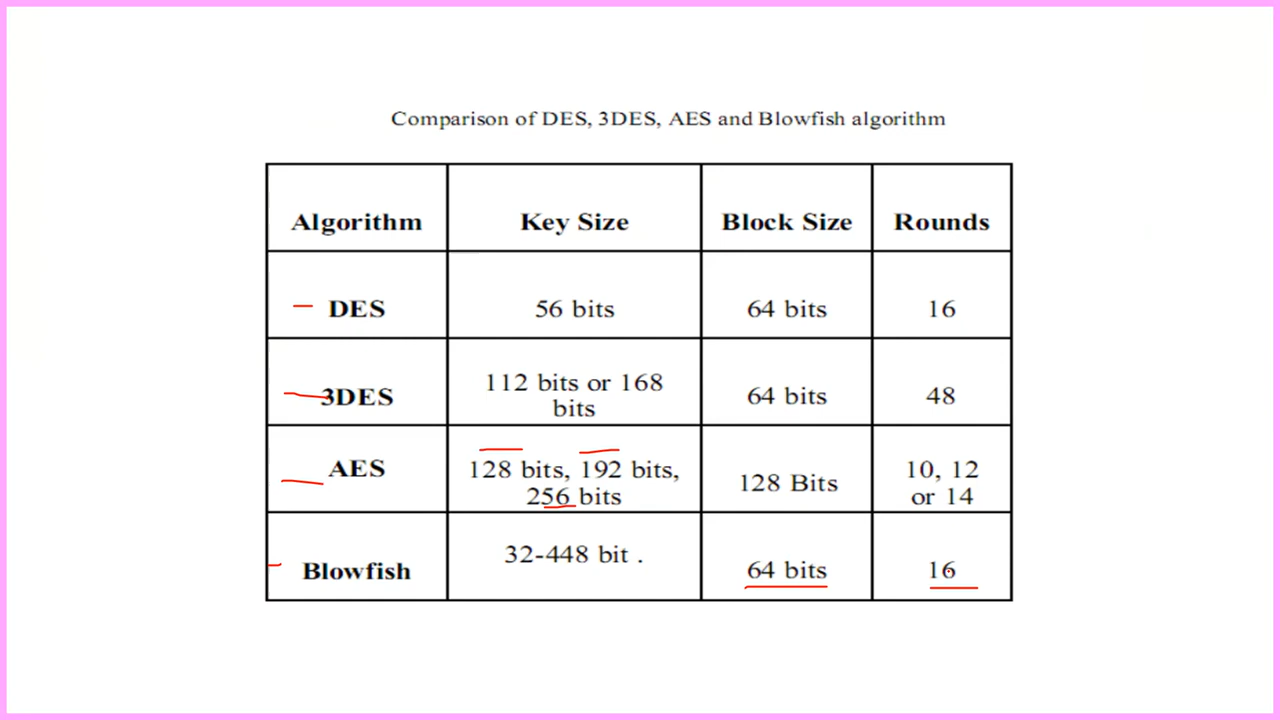 Comparison of DES, 3DES, AES and Blowfish algorithm
Algorithm Key Size Block Size Rounds
DES 56 bits 64 bits 16
3DES 112 bits or 168 bits 64 bits 48
AES 128 bits, 192 bits, 256 bits 128 Bits 10, 12 or 14
Blowfish 32-448 bit . 64 bits 16